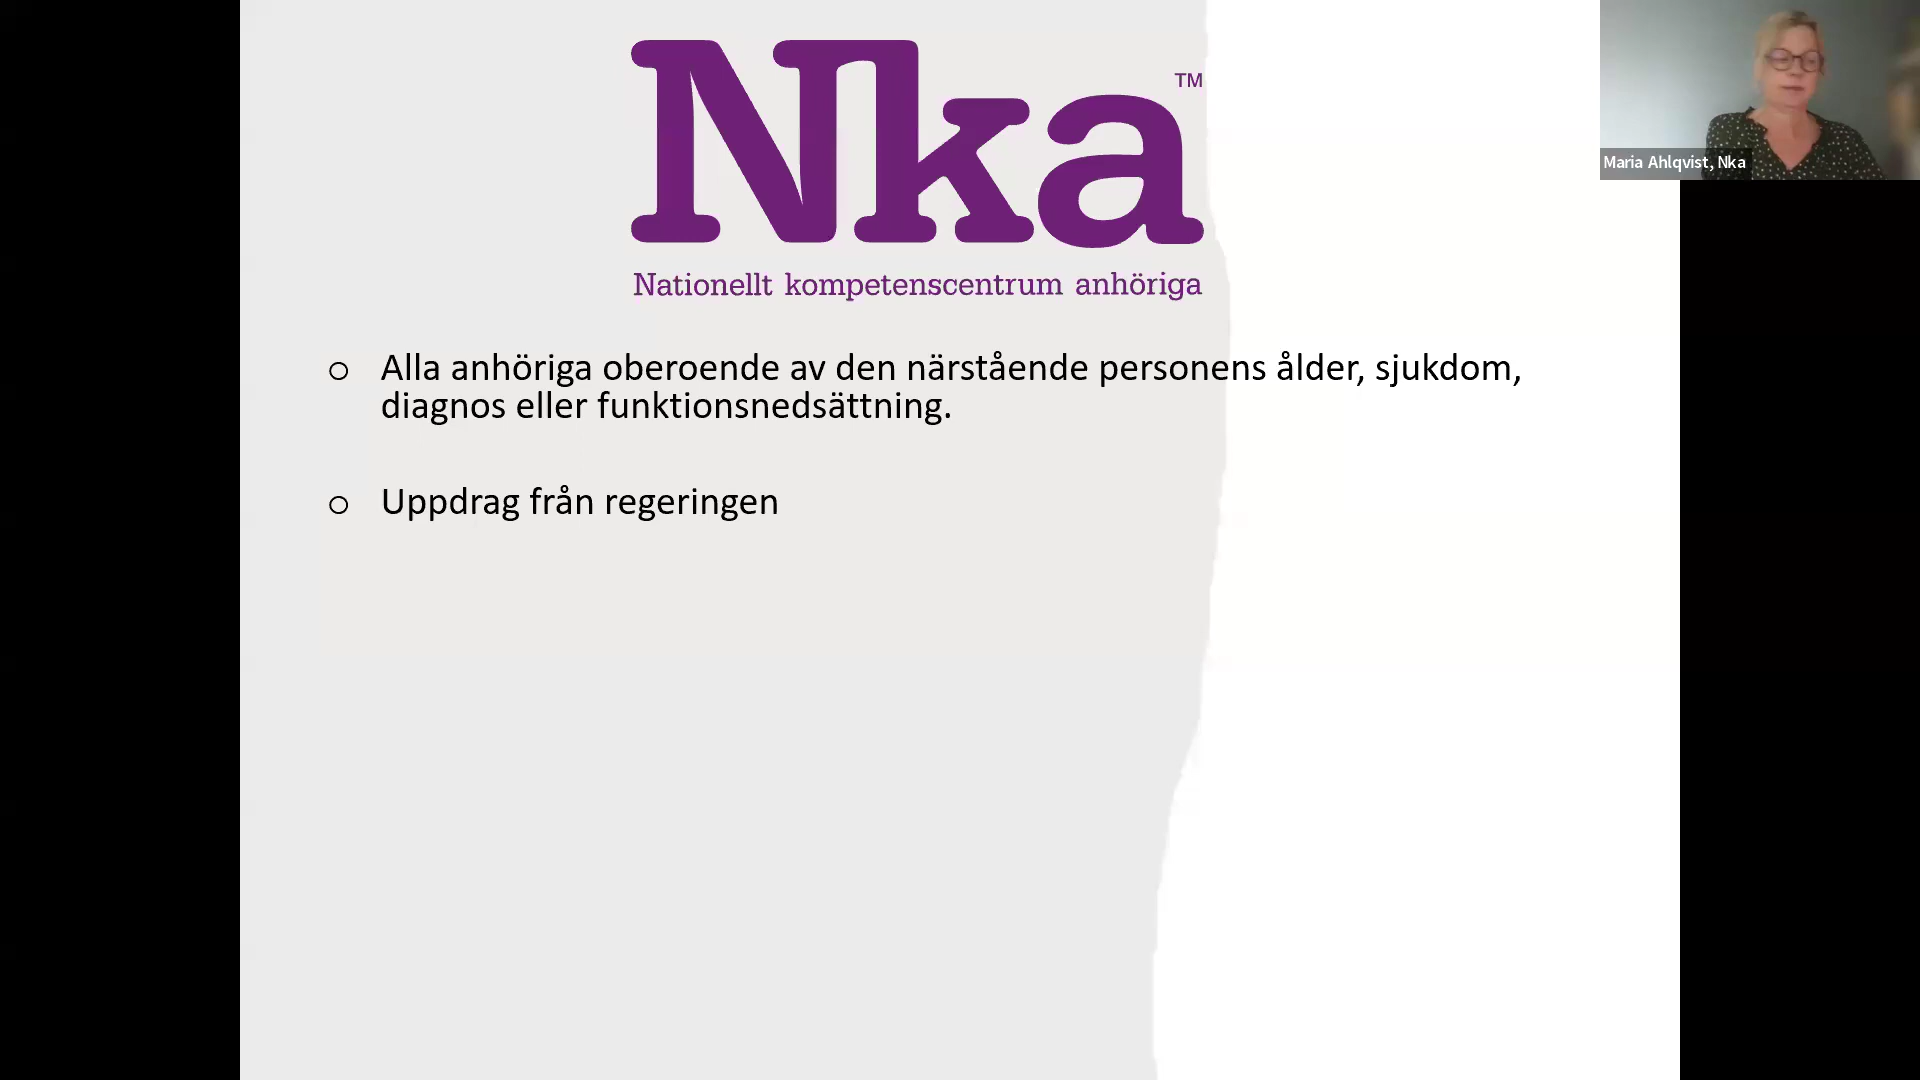 Nka
TM
Nationellt kompetenscentrum anhöriga
Maria Ahlqvist, Nka
o Alla anhöriga oberoende av den närstående personens ålder, sjukdom,
diagnos eller funktionsnedsättning.
o Uppdrag från regeringen